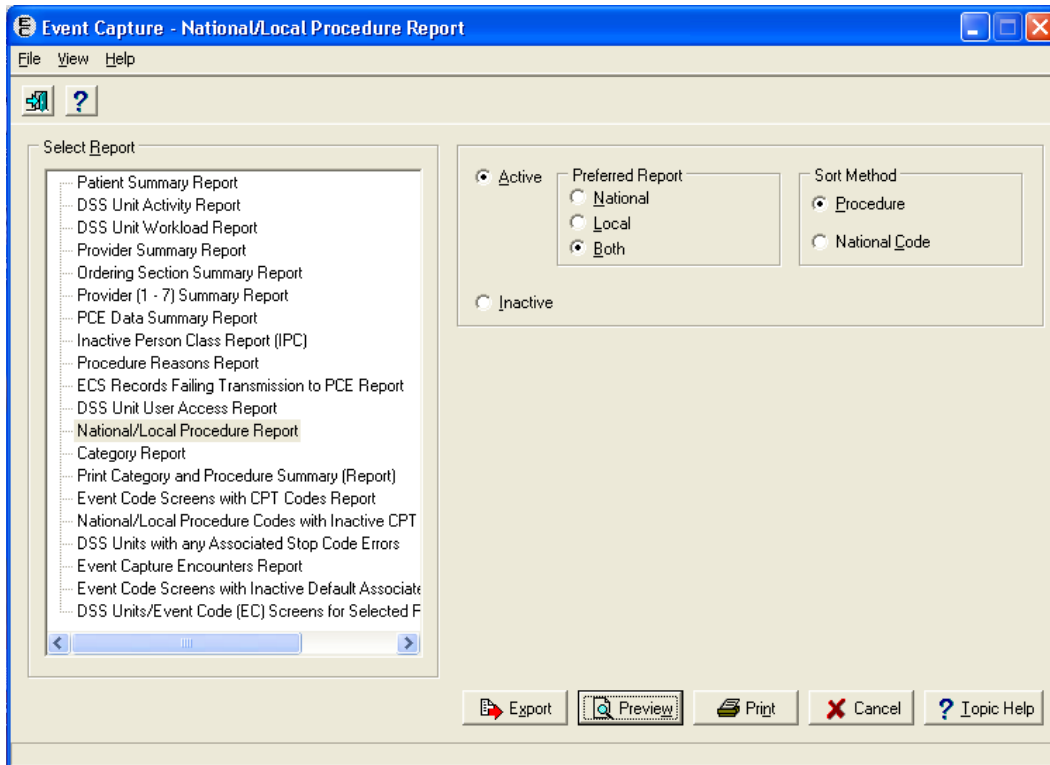 Event Capture - National/Local Procedure Report
File View Help
Select Report
Patient Summary Report
DSS Unit Activity Report
DSS Unit Workload Report
Provider Summary Report
Ordering Section Summary Report
Provider (1 - 7) Summary Report
PCE Data Summary Report
Inactive Person Class Report (IPC)
Procedure Reasons Report
ECS Records Failing Transmission to PCE Report
DSS Unit User Access Report
National/Local Procedure Report
Category Report
Print Category and Procedure Summary (Report)
Event Code Screens with CPT Codes Report
National/Local Procedure Codes with Inactive CPT
DSS Units with any Associated Stop Code Errors
Event Capture Encounters Report
Event Code Screens with Inactive Default Associate
DSS Units/Event Code (EC) Screens for Selected F
Active
Preferred Report
National
Local
Both
Sort Method
Procedure
National Code
Inactive
Export Preview Print Cancel ? Topic Help